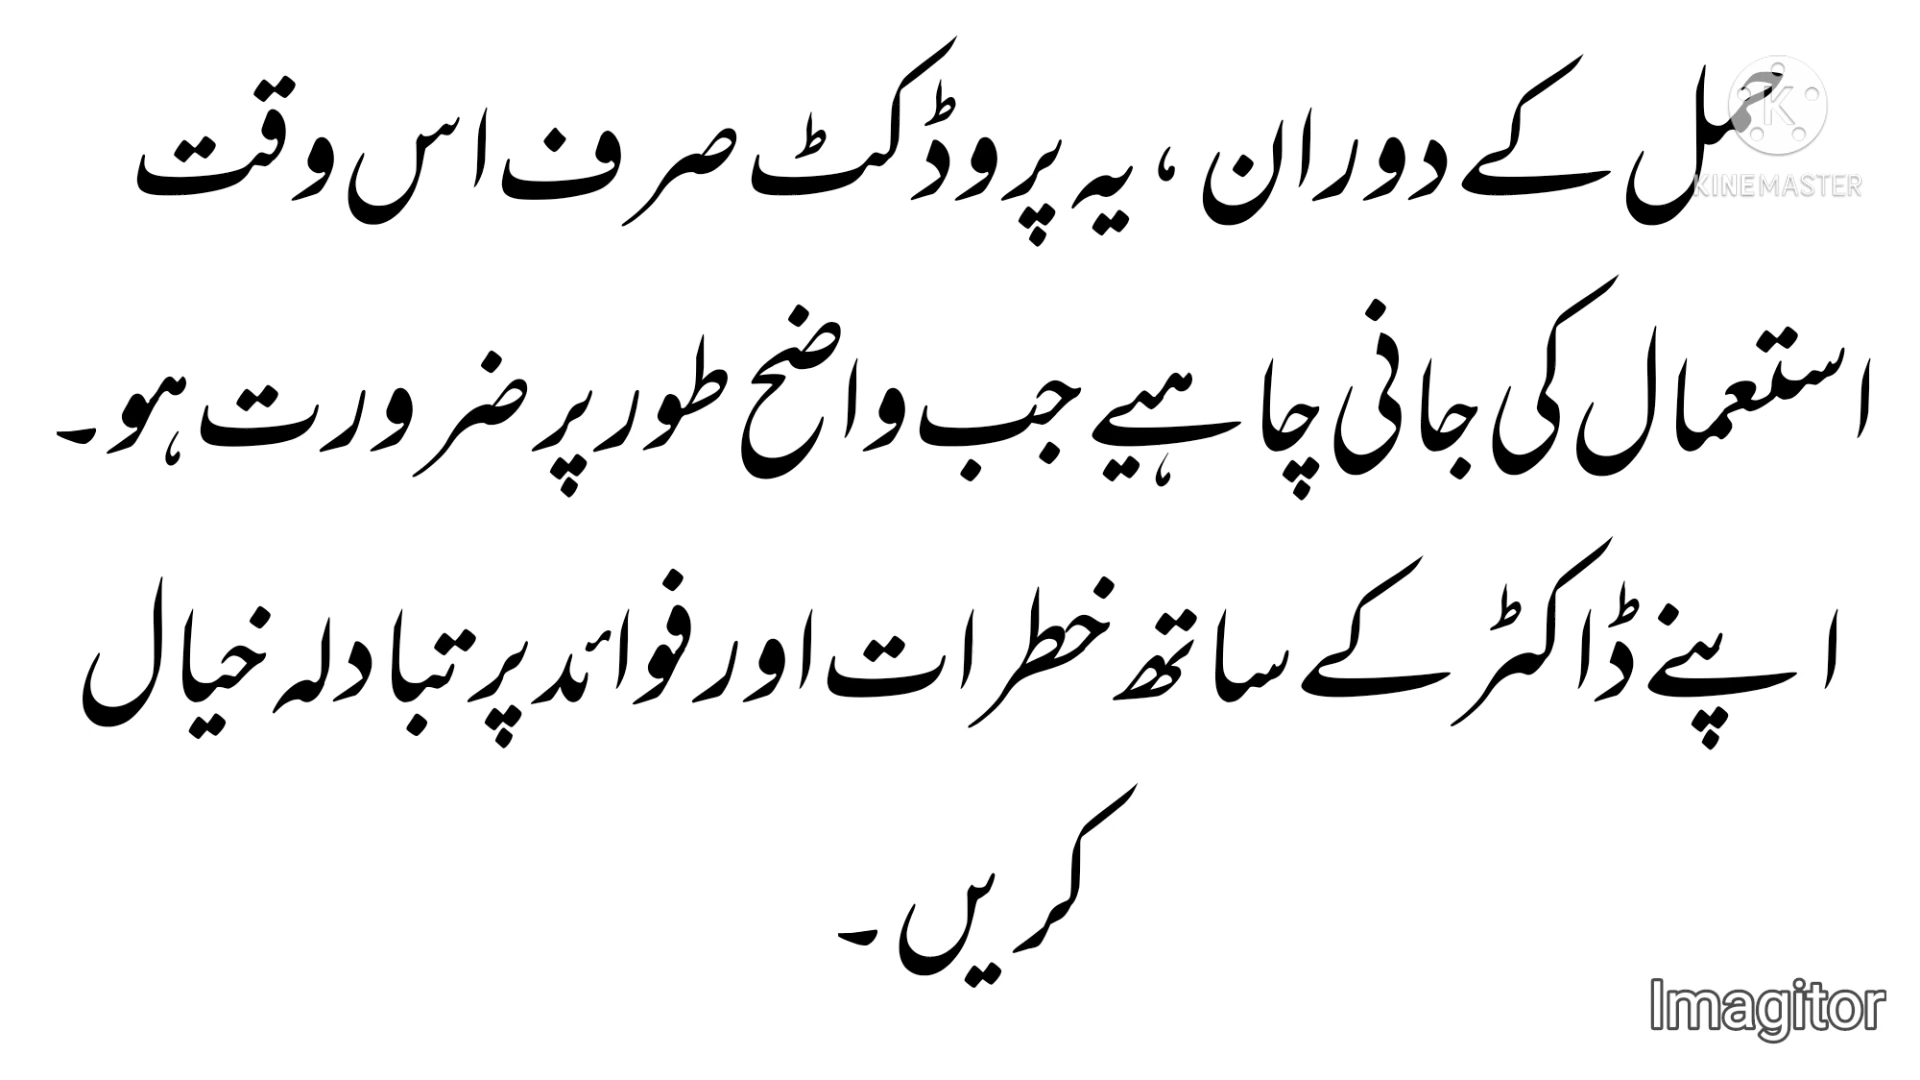 حمل کے دوران ، یہ پروڈکٹ صرف اس وقت
KINEMASTER
استعمال کی جانی چاہیے جب واضح طور پر ضرورت ہو۔
اپنے ڈاکٹر کے ساتھ خطرات اور فوائد پر تبادلہ خیال
کریں۔
Imagitor